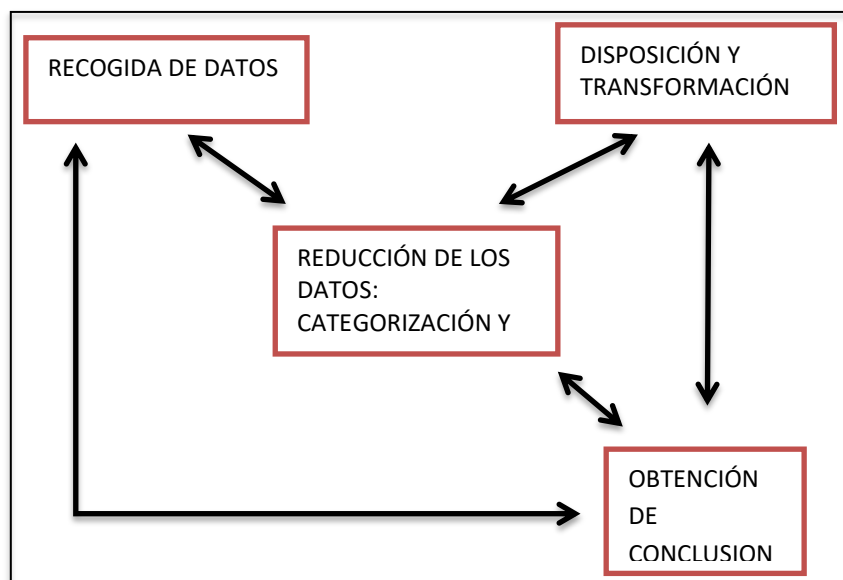 RECOGIDA DE DATOS
DISPOSICIÓN Y
TRANSFORMACIÓN
REDUCCIÓN DE LOS
DATOS:
CATEGORIZACIÓN Y
OBTENCIÓN
DE
CONCLUSION